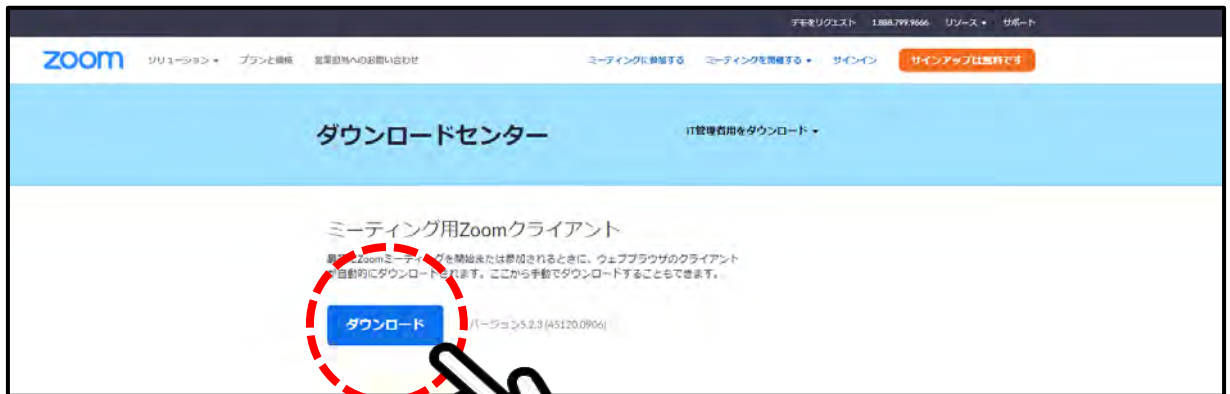 デモをリクエスト 1.888.799.9666 リソース サポート
zoom ソリューション プランと価格 営業担当へのお問い合わせ ミーティングに参加する ミーティングを開催する サインイン サインアップは無料です
ダウンロードセンター IT管理者用をダウンロード
ミーティング用Zoomクライアント
Zoomミーティングを開始または参加されるときに、ウェブブラウザのクライアント
が自動的にダウンロードされます。ここから手動でダウンロードすることもできます。
ダウンロード バージョン5.2.3 (45120.0906)